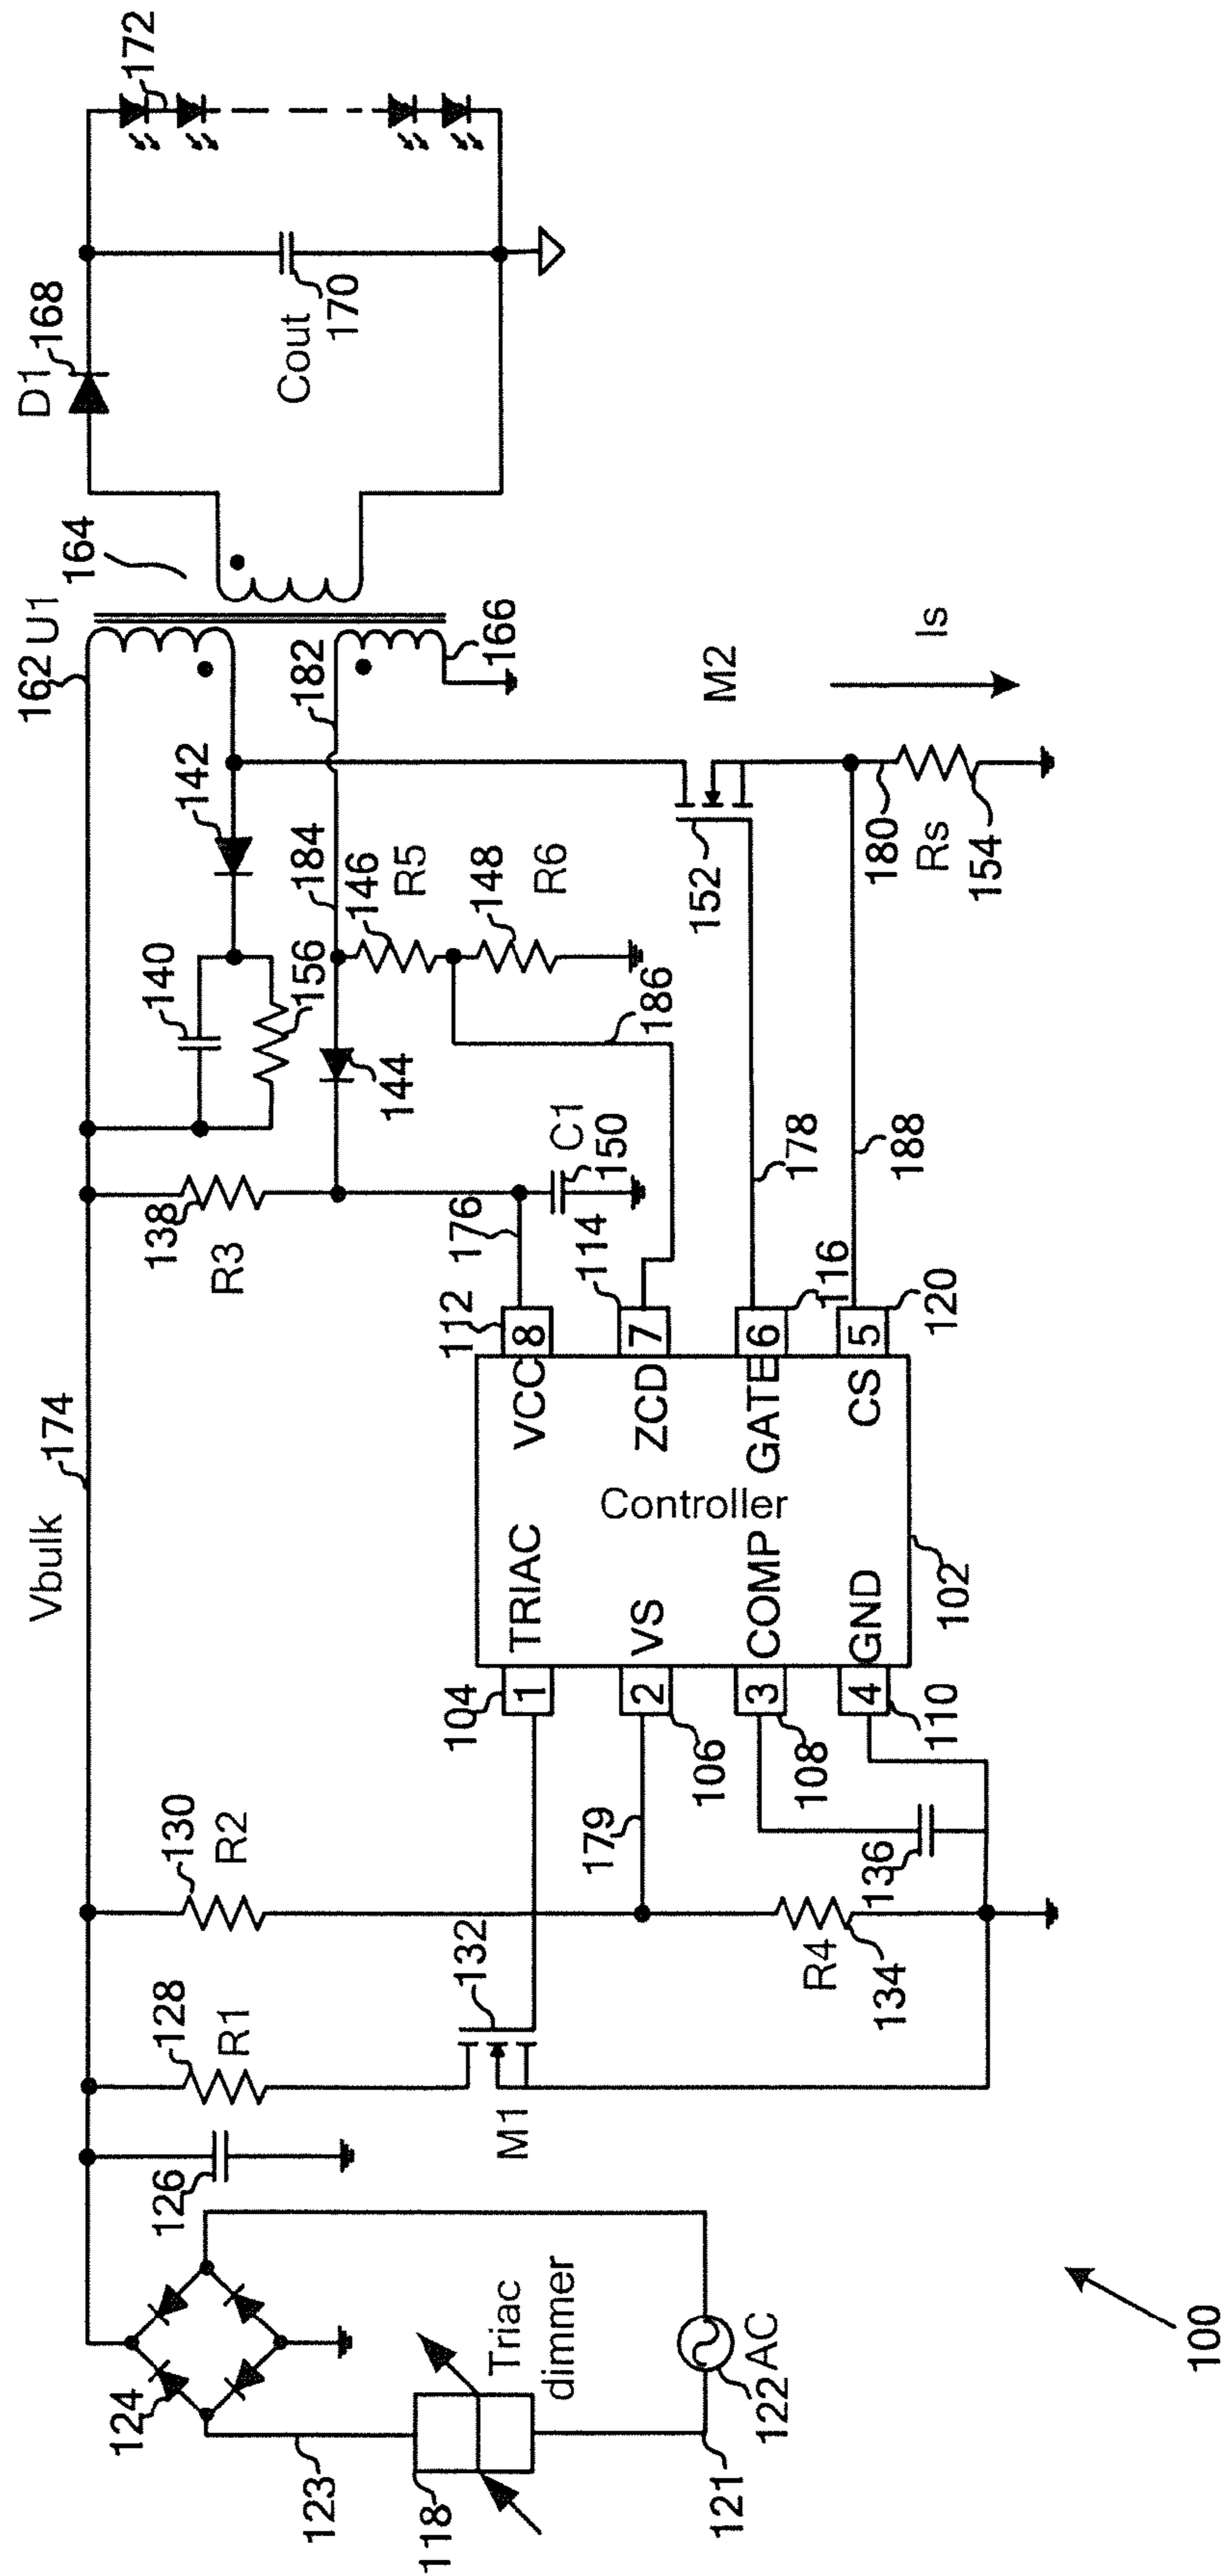 Vbulk
174
162
U1
164
D1
168
172
Cout
170
124
126
128
R1
130
R2
138
R3
140
156
142
182
184
144
146
R5
148
R6
166
186
176
C1
150
M1
132
104
1
TRIAC
VCC
8
112
179
2
106
VS
ZCD
7
114
Controller
3
108
COMP
GATE
6
116
178
152
M2
4
110
GND
CS
5
120
188
102
136
R4
134
180
Rs
154
Is
123
118
Triac
dimmer
121
122
AC
100